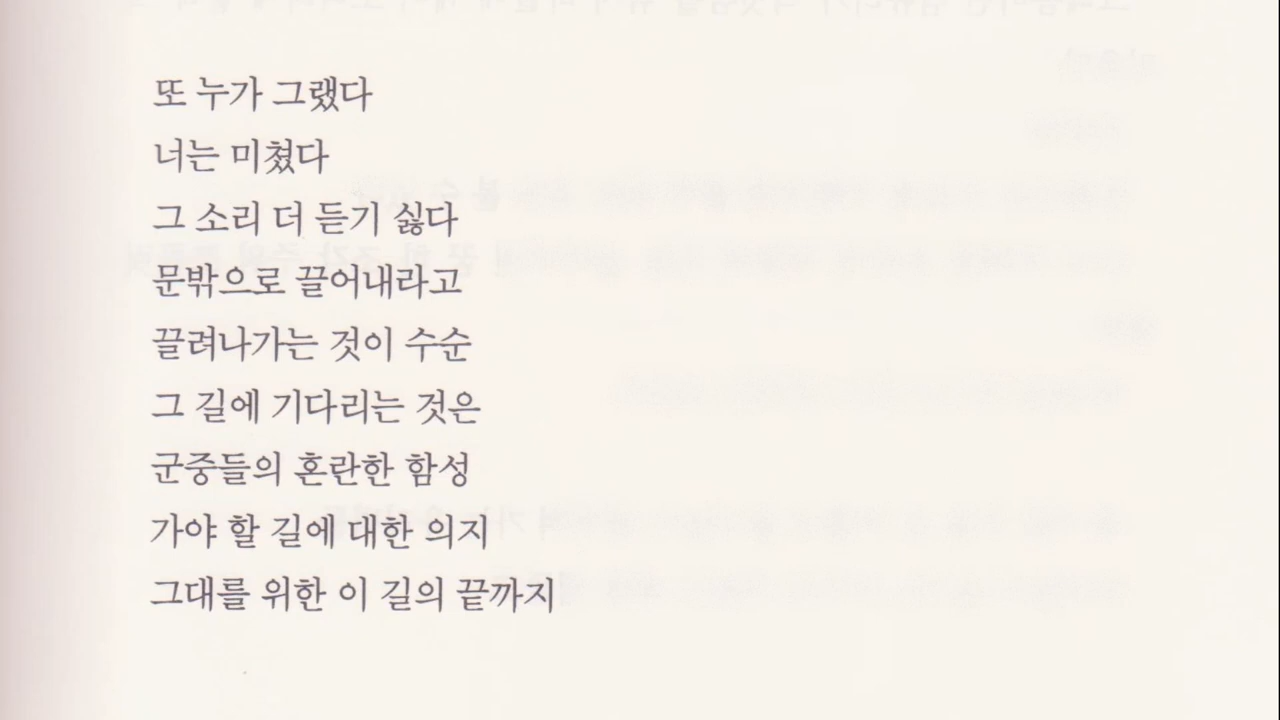 또 누가 그랬다
너는 미쳤다
그 소리 더 듣기 싫다
문밖으로 끌어내라고
끌려나가는 것이 수순
그 길에 기다리는 것은
군중들의 혼란한 함성
가야 할 길에 대한 의지
그대를 위한 이 길의 끝까지